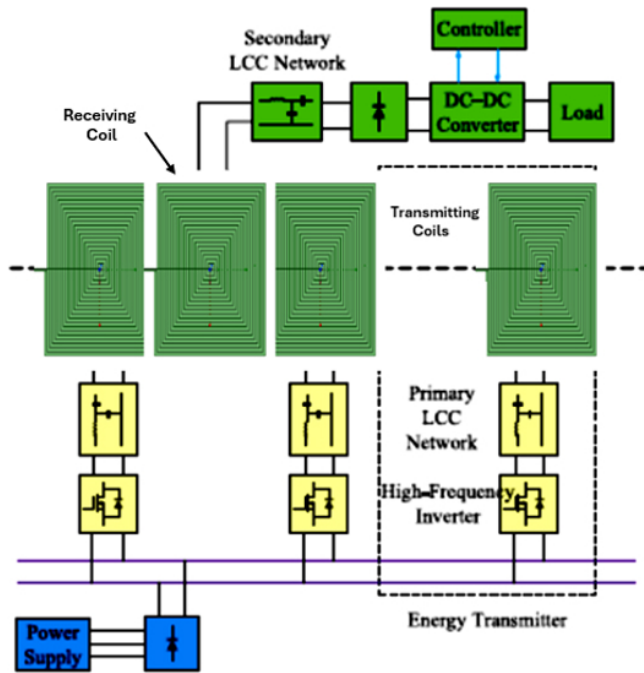 Controller
Secondary
LCC Network
DC-DC
Converter
Load
Receiving
Coil
Transmitting
Coils
Primary
LCC
Network
High-Frequency
Inverter
Energy Transmitter
Power
Supply